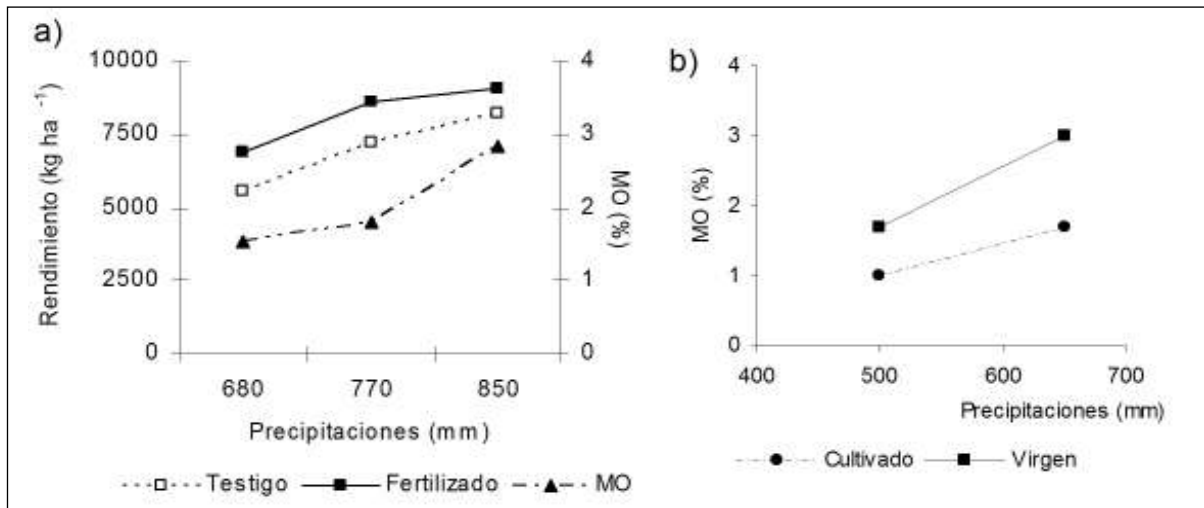 a)
Rendimiento (kg ha -1)
10000
7500
5000
2500
0
4
3
2
1
0
MO (%)
680 770 850
Precipitaciones (mm)
Testigo Fertilizado MO
b)
MO (%)
4
3
2
1
0
400 500 600 700
Precipitaciones (mm)
Cultivado Virgen